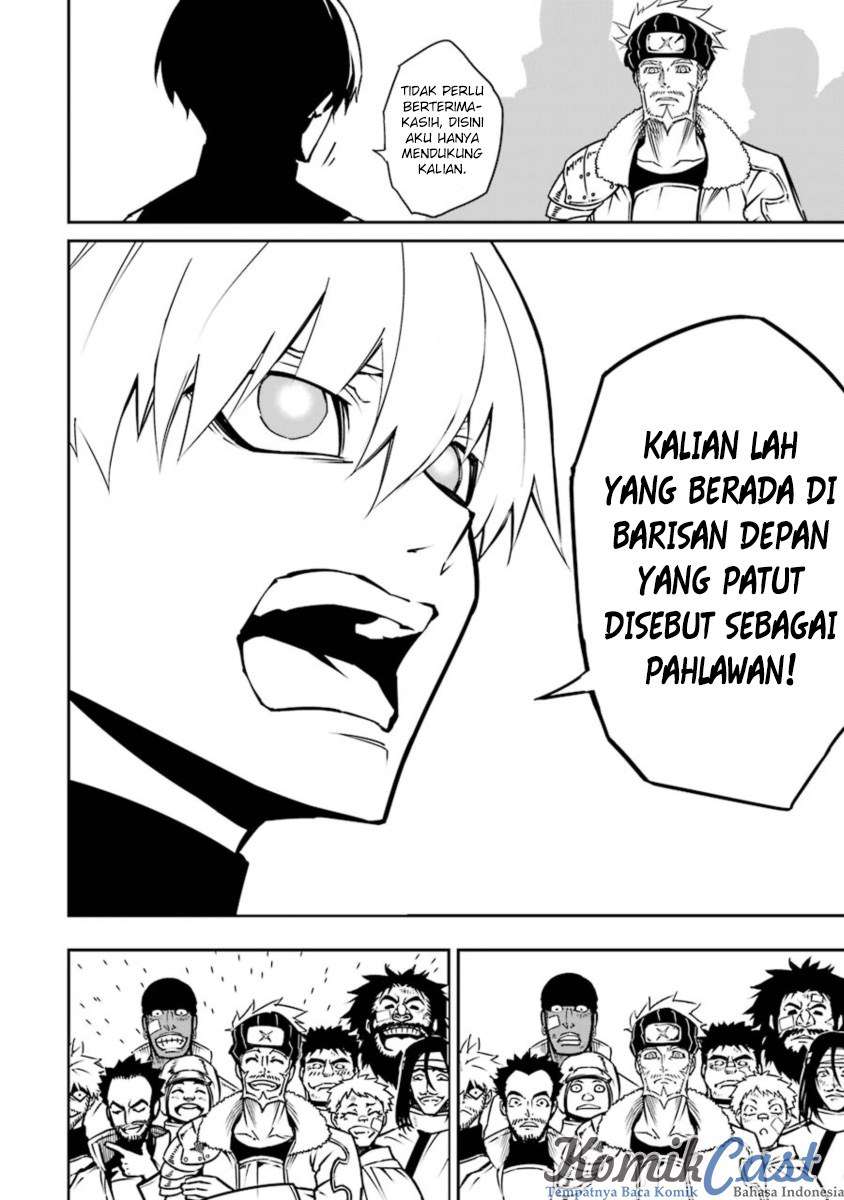 TIDAK PERLU
BERTERIMA-
KASIH, DISINI
AKU HANYA
MENDUKUNG
KALIAN.
KALIAN LAH
YANG BERADA DI
BARISAN DEPAN
YANG PATUT
DISEBUT SEBAGAI
PAHLAWAN!
KomikCast
Tempatnya Baca Komik Bahasa Indonesia